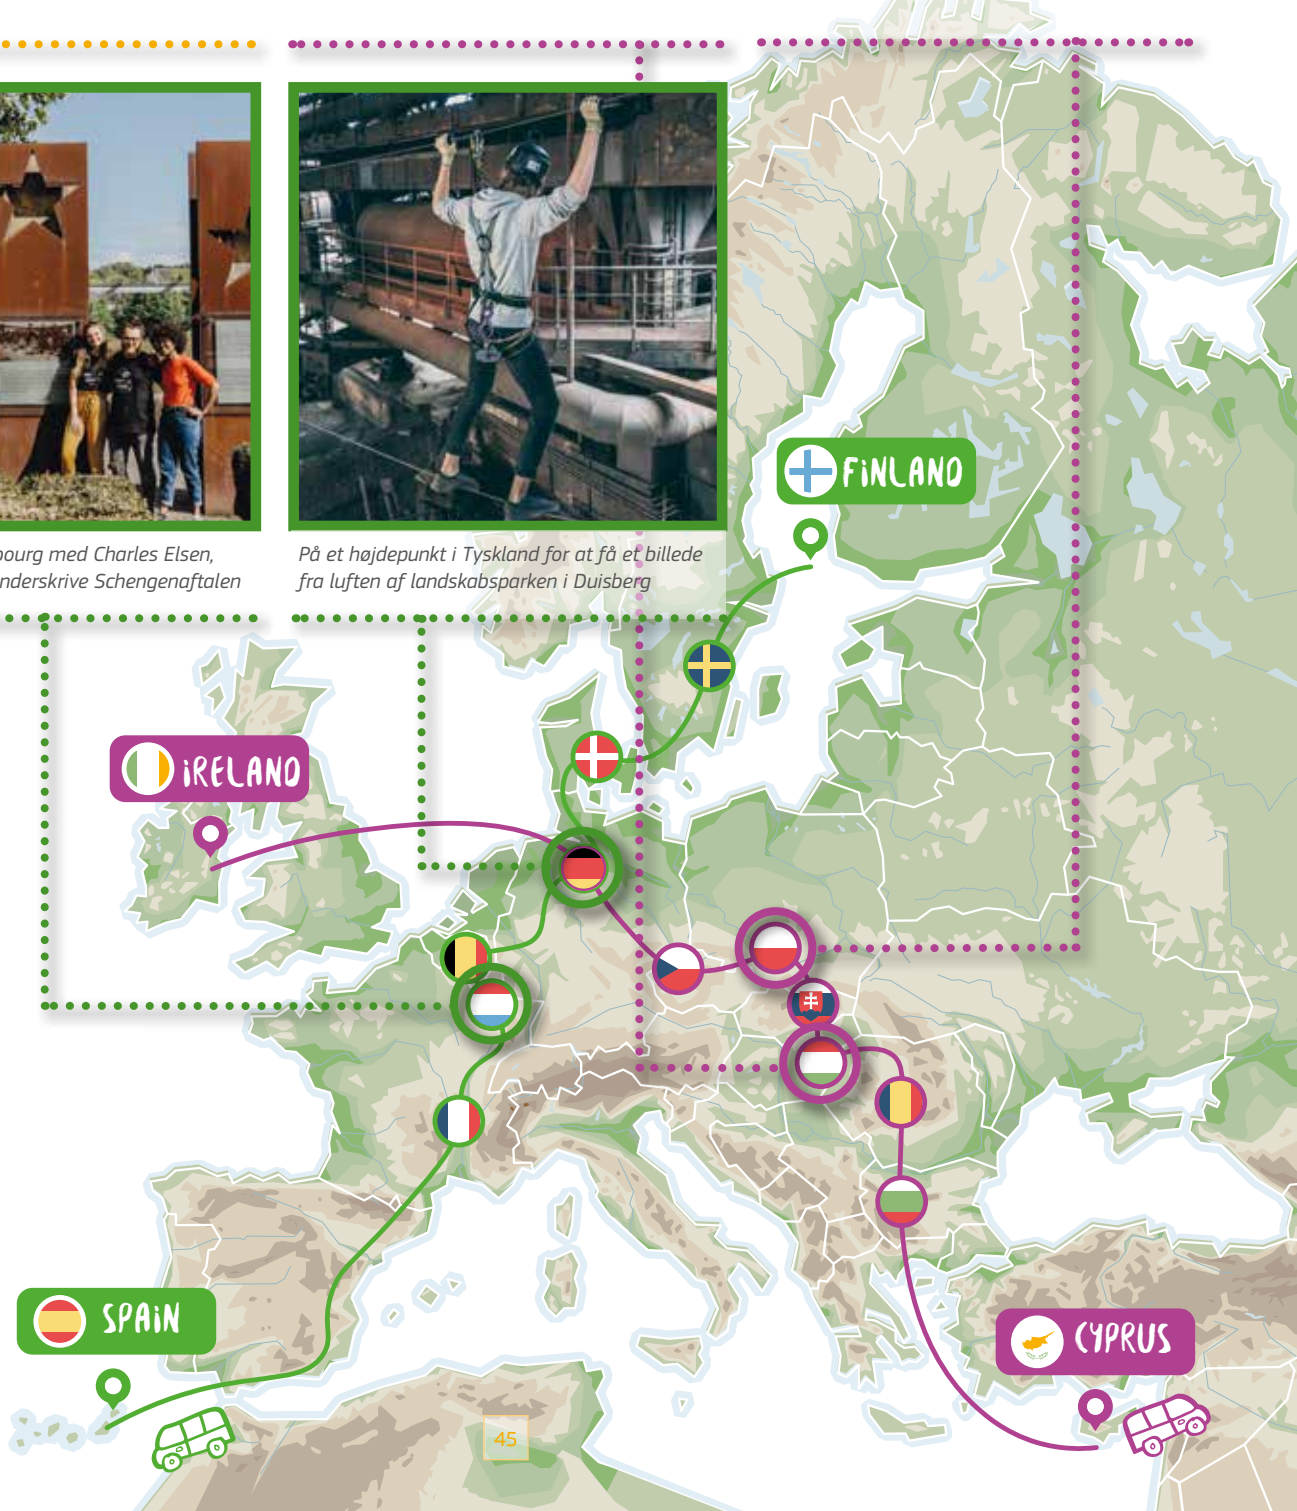 bourg med Charles Elsen,
nderskrive Schengenaftalen
På et højdepunkt i Tyskland for at få et billede
fra luften af landskabsparken i Duisberg
FiNLAND
iRELAND
SPAiN
CYPRUS
45